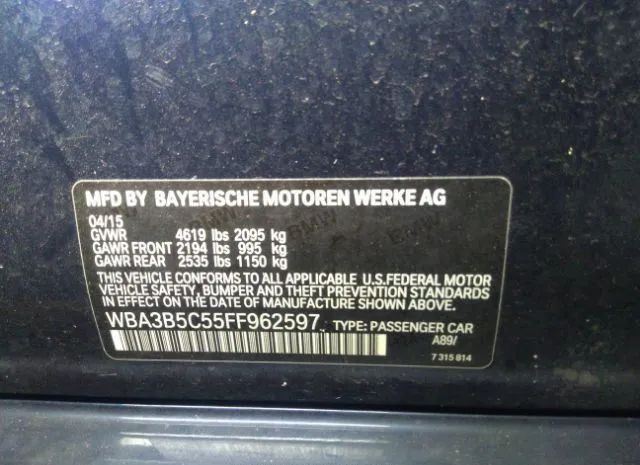 MFD BY BAYERISCHE MOTOREN WERKE AG
04/15
GVWR 4619 lbs 2095 kg
GAWR FRONT 2194 lbs 995 kg
GAWR REAR 2535 lbs 1150 kg
THIS VEHICLE CONFORMS TO ALL APPLICABLE U.S.FEDERAL MOTOR
VEHICLE SAFETY, BUMPER AND THEFT PREVENTION STANDARDS
IN EFFECT ON THE DATE OF MANUFACTURE SHOWN ABOVE.
WBA3B5C55FF962597 TYPE: PASSENGER CAR
A89/
7 315 814